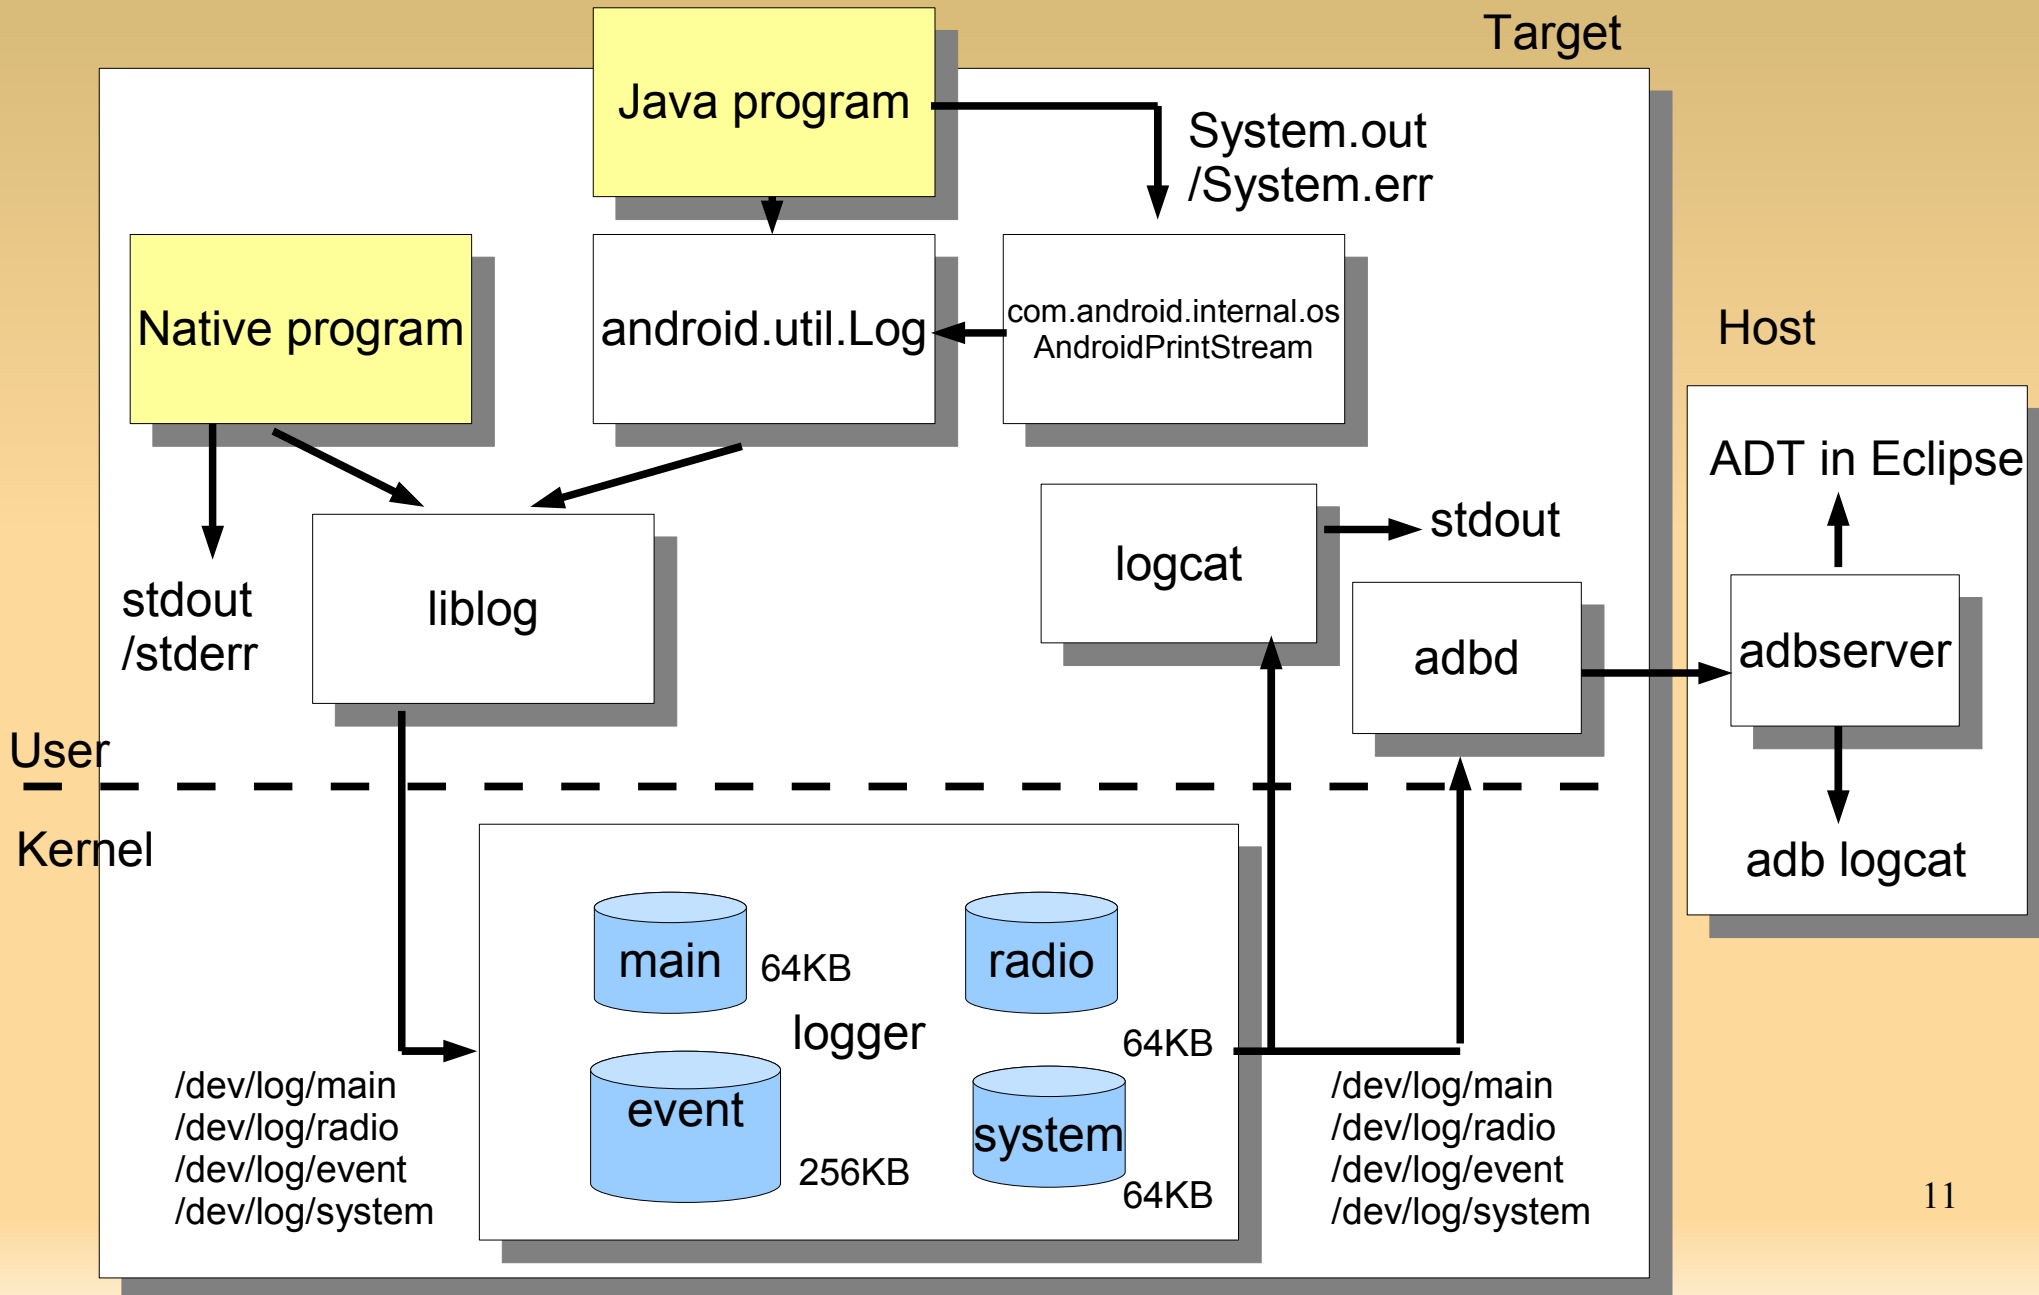 Target
Java program
System.out
/System.err
Native program
android.util.Log
com.android.internal.os
AndroidPrintStream
Host
ADT in Eclipse
stdout
/stderr
liblog
logcat
stdout
adbd
adbserver
adb logcat
User
Kernel
main
64KB
radio
64KB
logger
event
256KB
system
64KB
/dev/log/main
/dev/log/radio
/dev/log/event
/dev/log/system
/dev/log/main
/dev/log/radio
/dev/log/event
/dev/log/system
11